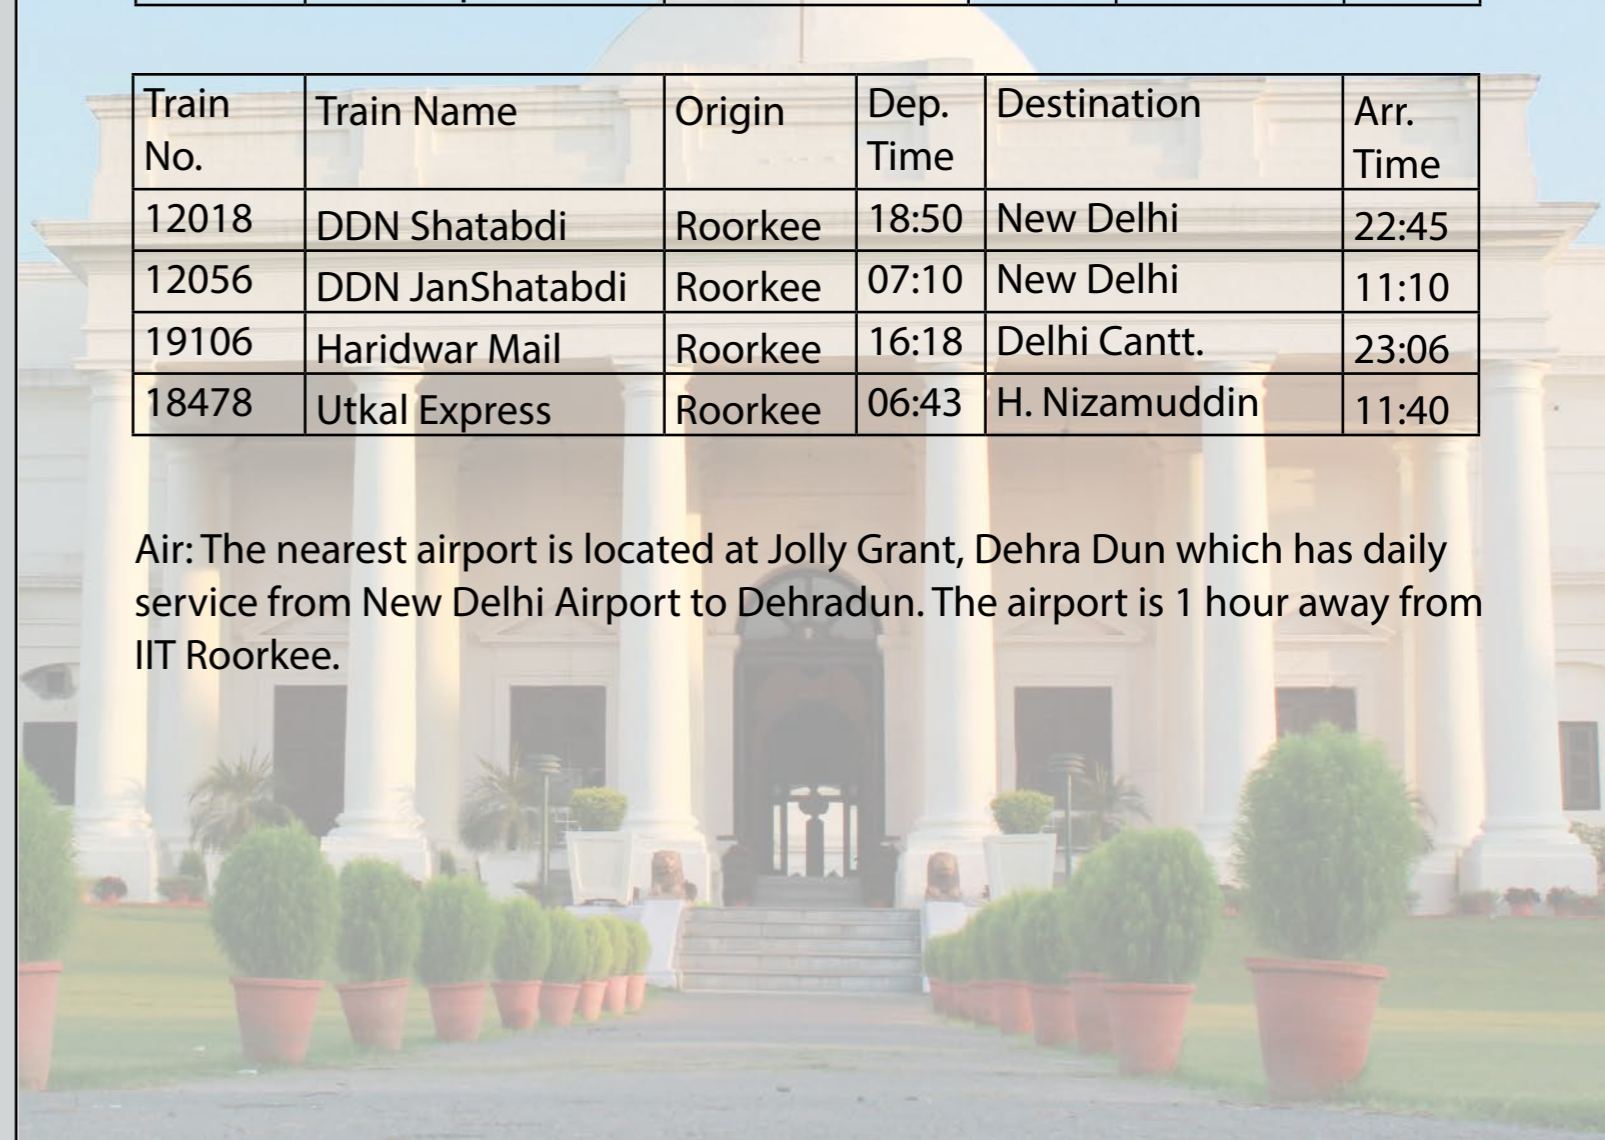 Train No. Train Name Origin Dep. Time Destination Arr. Time
12018 DDN Shatabdi Roorkee 18:50 New Delhi 22:45
12056 DDN JanShatabdi Roorkee 07:10 New Delhi 11:10
19106 Haridwar Mail Roorkee 16:18 Delhi Cantt. 23:06
18478 Utkal Express Roorkee 06:43 H. Nizamuddin 11:40
Air: The nearest airport is located at Jolly Grant, Dehra Dun which has daily
service from New Delhi Airport to Dehradun. The airport is 1 hour away from
IIT Roorkee.